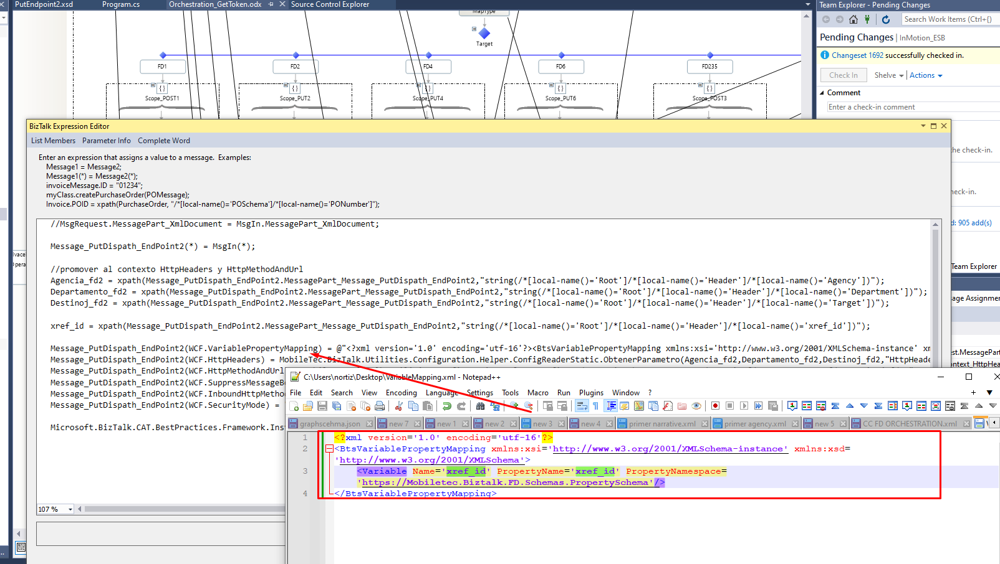 PutEndpoint2.xsd Program.cs Orchestration_GetToken.odx Source Control Explorer
Team Explorer - Pending Changes
Search Work Items (Ctrl+{)
Pending Changes | InMotion_ESB
Changeset 1692 successfully checked in.
Check In Shelve Actions
Comment
Enter a check-in comment
the check-in.
heck-in.
d: 905 add(s)
Team Explorer
age Assignmen
est.MessagePar
ontext_HttpHea
MapType
Target
FD1 FD2 FD4 FD6 FD235
Scope_POST1 Scope_PUT2 Scope_PUT4 Scope_PUT6 Scope_POST3
BizTalk Expression Editor
List Members Parameter Info Complete Word
Enter an expression that assigns a value to a message. Examples:
Message1 = Message2;
Message1(*) = Message2(*);
invoiceMessage.ID = "01234";
myClass.createPurchaseOrder(POMessage);
Invoice.POID = xpath(PurchaseOrder, "/*[local-name()='POSchema']/*[local-name()='PONumber']");
//MsgRequest.MessagePart_XmlDocument = MsgIn.MessagePart_XmlDocument;
Message_PutDispath_EndPoint2(*) = MsgIn(*);
//promover al contexto HttpHeaders y HttpMethodAndUrl
Agencia_fd2 = xpath(Message_PutDispath_EndPoint2.MessagePart_Message_PutDispath_EndPoint2,"string(/*[local-name()='Root']/*[local-name()='Header']/*[local-name()='Agency'])");
Departamento_fd2 = xpath(Message_PutDispath_EndPoint2.MessagePart_Message_PutDispath_EndPoint2,"string(/*[local-name()='Root']/*[local-name()='Header']/*[local-name()='Department'])");
Destinoj_fd2 = xpath(Message_PutDispath_EndPoint2.MessagePart_Message_PutDispath_EndPoint2,"string(/*[local-name()='Root']/*[local-name()='Header']/*[local-name()='Target'])");
xref_id = xpath(Message_PutDispath_EndPoint2.MessagePart_Message_PutDispath_EndPoint2,"string(/*[local-name()='Root']/*[local-name()='Header']/*[local-name()='xref_id'])");
Message_PutDispath_EndPoint2(WCF.VariablePropertyMapping) = @"<?xml version='1.0' encoding='utf-16'?><BtsVariablePropertyMapping xmlns:xsi='http://www.w3.org/2001/XMLSchema-instance' xm
Message_PutDispath_EndPoint2(WCF.HttpHeaders) = MobileTec.BizTalk.Utilities.Configuration.Helper.ConfigReaderStatic.ObtenerParametro(Agencia_fd2,Departamento_fd2,Destinoj_fd2,"HttpHeade
Message_PutDispath_EndPoint2(WCF.HttpMethodAndUrl
Message_PutDispath_EndPoint2(WCF.SuppressMessageBo
Message_PutDispath_EndPoint2(WCF.InboundHttpMethod
Message_PutDispath_EndPoint2(WCF.SecurityMode) =
Microsoft.BizTalk.CAT.BestPractices.Framework.Inst
107 %
C:\Users\nortiz\Desktop\VariableMapping.xml - Notepad++
File Edit Search View Encoding Language Settings Tools Macro Run Plugins Window ?
graphscehma.json new 7 new 1 new 2 new 3 new 4 primer narrative.xml primer agency.xml new 5 CC FD ORCHESTRATION.xml
1 <?xml version='1.0' encoding='utf-16'?>
2 <BtsVariablePropertyMapping xmlns:xsi='http://www.w3.org/2001/XMLSchema-instance' xmlns:xsd=
'http://www.w3.org/2001/XMLSchema'>
3 <Variable Name='xref_id' PropertyName='xref_id' PropertyNamespace=
'https://Mobiletec.Biztalk.FD.Schemas.PropertySchema'/>
4 </BtsVariablePropertyMapping>